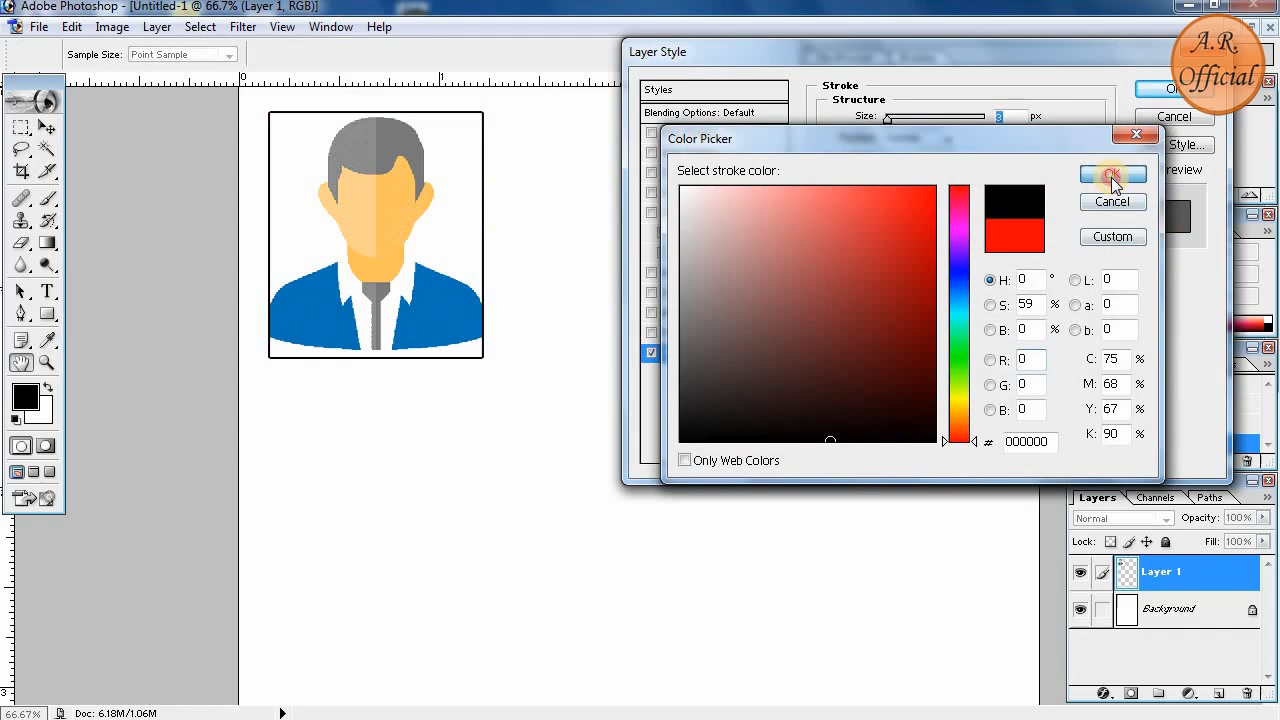 Adobe Photoshop - [Untitled-1 @ 66.7% (Layer 1, RGB)]
File Edit Image Layer Select Filter View Window Help
A.R.
Official
Sample Size: Point Sample
Layer Style
0 1
Styles
Stroke
Structure
Blending Options: Default
Size: 3 px
Cancel
Color Picker
Style...
Select stroke color:
OK
Cancel
Custom
H: 0 °
L: 0
S: 59 %
a: 0
B: 0 %
b: 0
R: 0
C: 75 %
G: 0
M: 68 %
B: 0
Y: 67 %
# 000000
K: 90 %
Only Web Colors
Layers Channels Paths
Normal Opacity: 100%
Lock: Fill: 100%
Layer 1
Background
3
66.67% Doc: 6.18M/1.06M